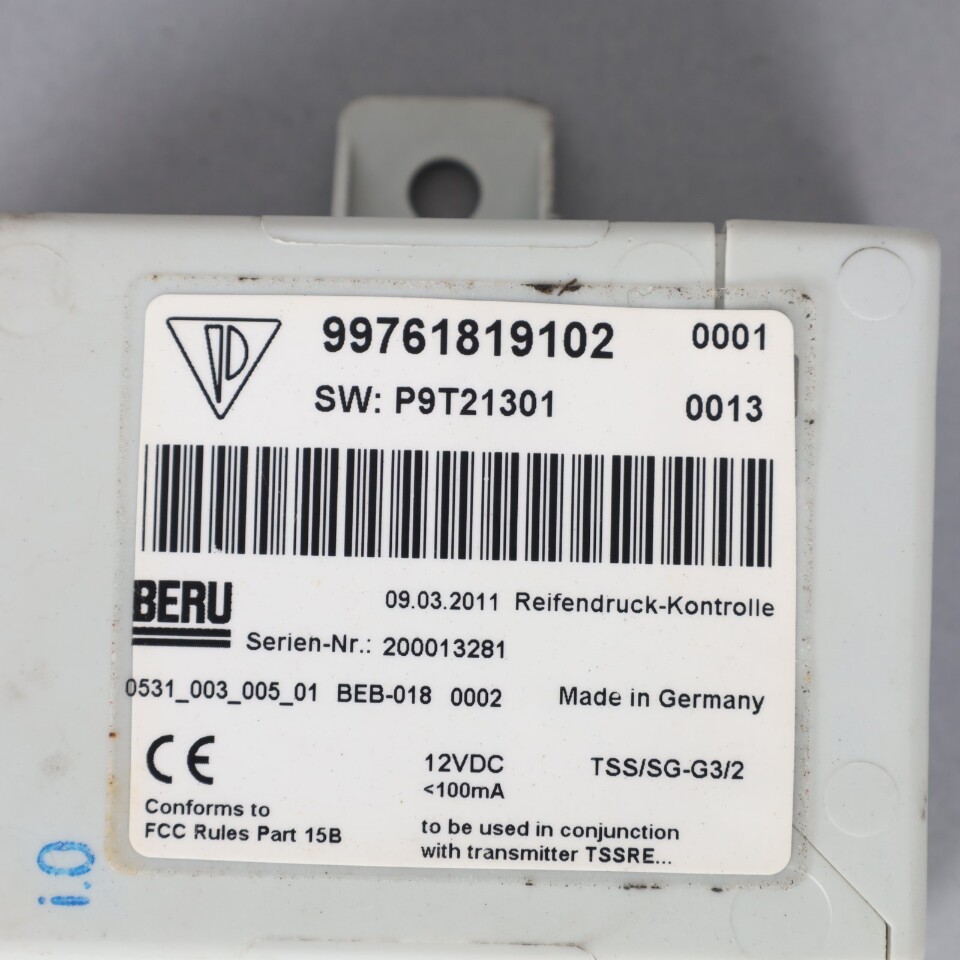 99761819102 0001
SW: P9T21301 0013
BERU 09.03.2011 Reifendruck-Kontrolle
Serien-Nr.: 200013281
0531_003_005_01 BEB-018 0002 Made in Germany
CE 12VDC TSS/SG-G3/2
<100mA
Conforms to
FCC Rules Part 15B
to be used in conjunction
with transmitter TSSRE...
i.O